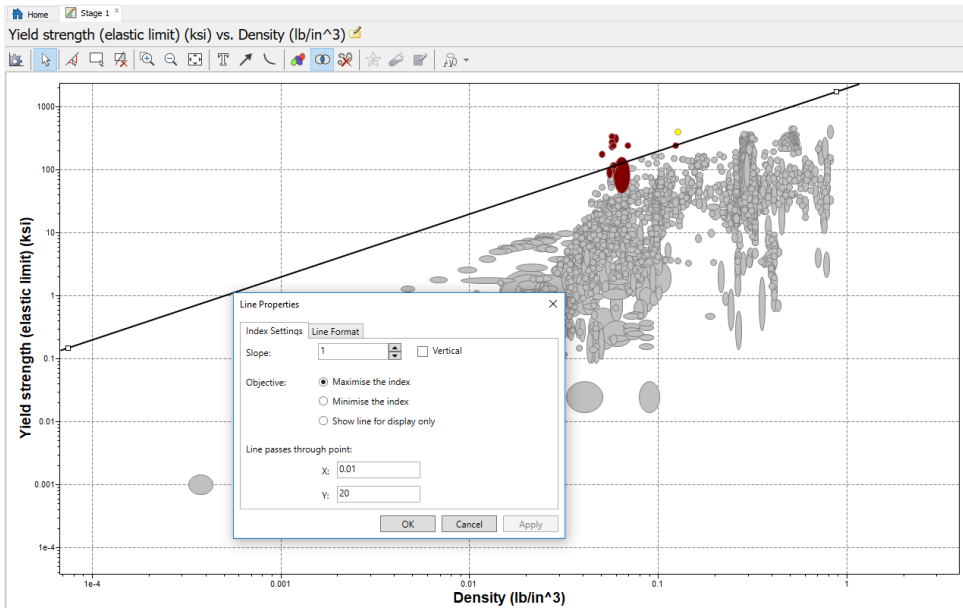 Home Stage 1 ×
Yield strength (elastic limit) (ksi) vs. Density (lb/in^3)
T
1000
100
10
1
0.1
0.01
0.001
1e-4
Yield strength (elastic limit) (ksi)
1e-4 0.001 0.01 0.1 1
Density (lb/in^3)
Line Properties ×
Index Settings Line Format
Slope: 1 Vertical
Objective: Maximise the index
Minimise the index
Show line for display only
Line passes through point:
X: 0.01
Y: 20
OK Cancel Apply